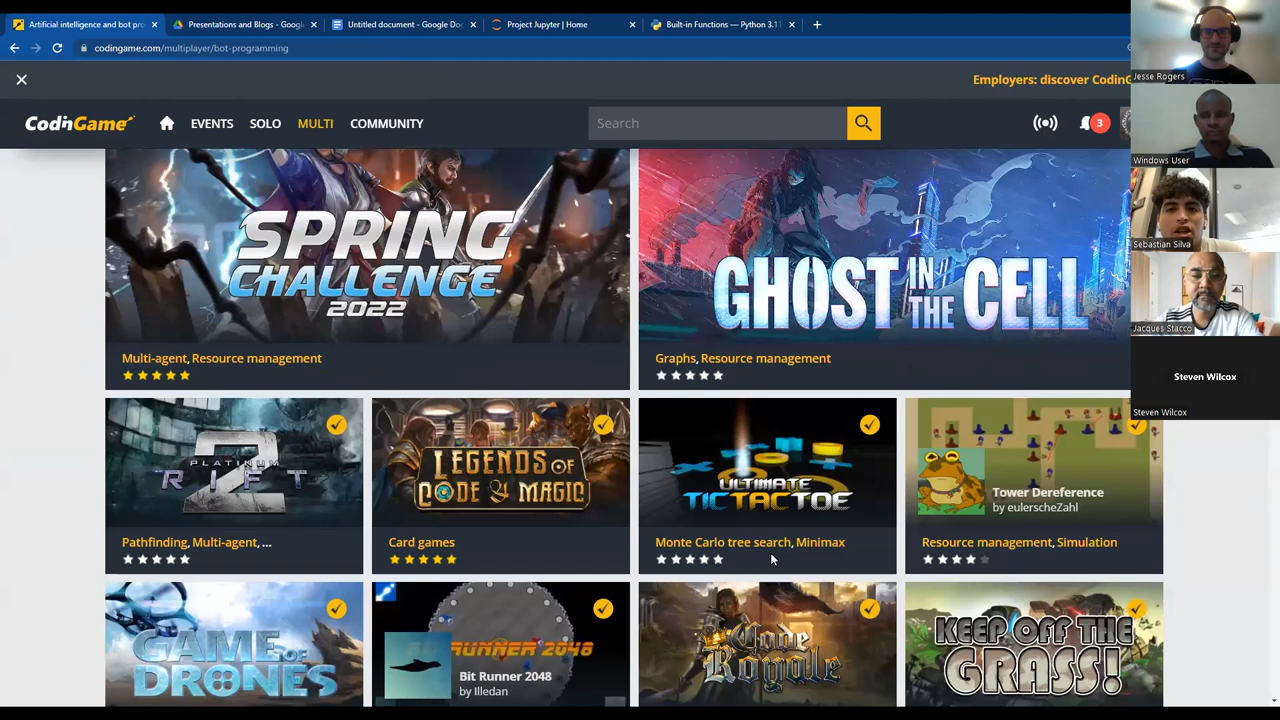 Artificial intelligence and bot pro
Presentations and Blogs - Google
Untitled document - Google Doc
Project Jupyter | Home
Built-in Functions — Python 3.11
codingame.com/multiplayer/bot-programming
Jesse Rogers
Employers: discover CodinG
CODINGAME
EVENTS
SOLO
MULTI
COMMUNITY
Search
3
Windows User
Sebastian Silva
Jacques Stacco
Steven Wilcox
Steven Wilcox
SPRING
CHALLENGE
2022
Multi-agent, Resource management
GHOST IN THE CELL
Graphs, Resource management
PLATINUM
RIFT
2
Pathfinding, Multi-agent, ...
LEGENDS OF
CODE & MAGIC
Card games
ULTIMATE
TICTACTOE
Monte Carlo tree search, Minimax
Tower Dereference
by eulerscheZahl
Resource management, Simulation
GAME OF
DRONES
RUNNER 2048
Bit Runner 2048
by Illedan
Code
Royale
KEEP OFF THE
GRASS!